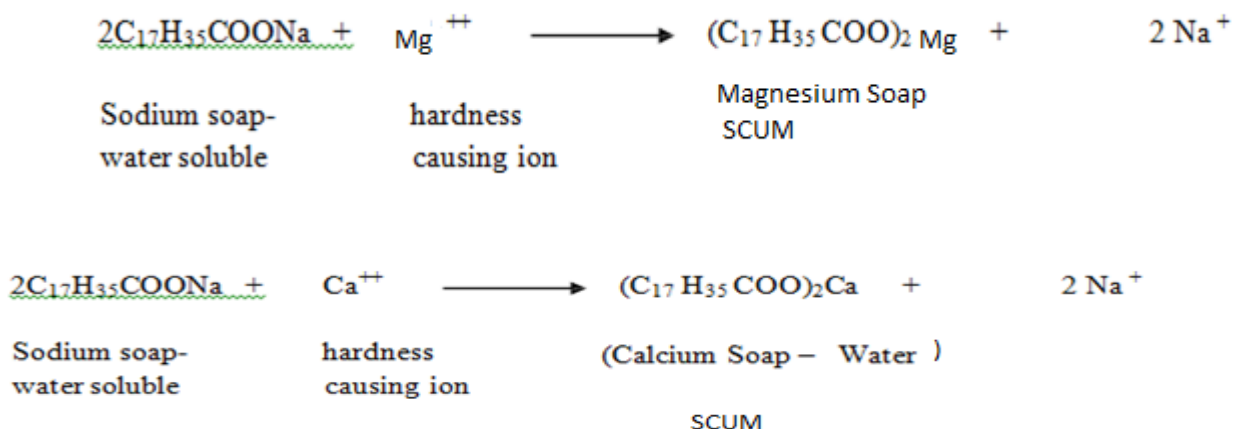 2C₁₇H₃₅COONa + Mg ⁺⁺ ⟶ (C₁₇ H₃₅ COO)₂ Mg + 2 Na⁺
Magnesium Soap
SCUM
Sodium soap- hardness
water soluble causing ion
2C₁₇H₃₅COONa + Ca⁺⁺ ⟶ (C₁₇ H₃₅ COO)₂Ca + 2 Na⁺
Sodium soap- hardness (Calcium Soap – Water )
water soluble causing ion
SCUM